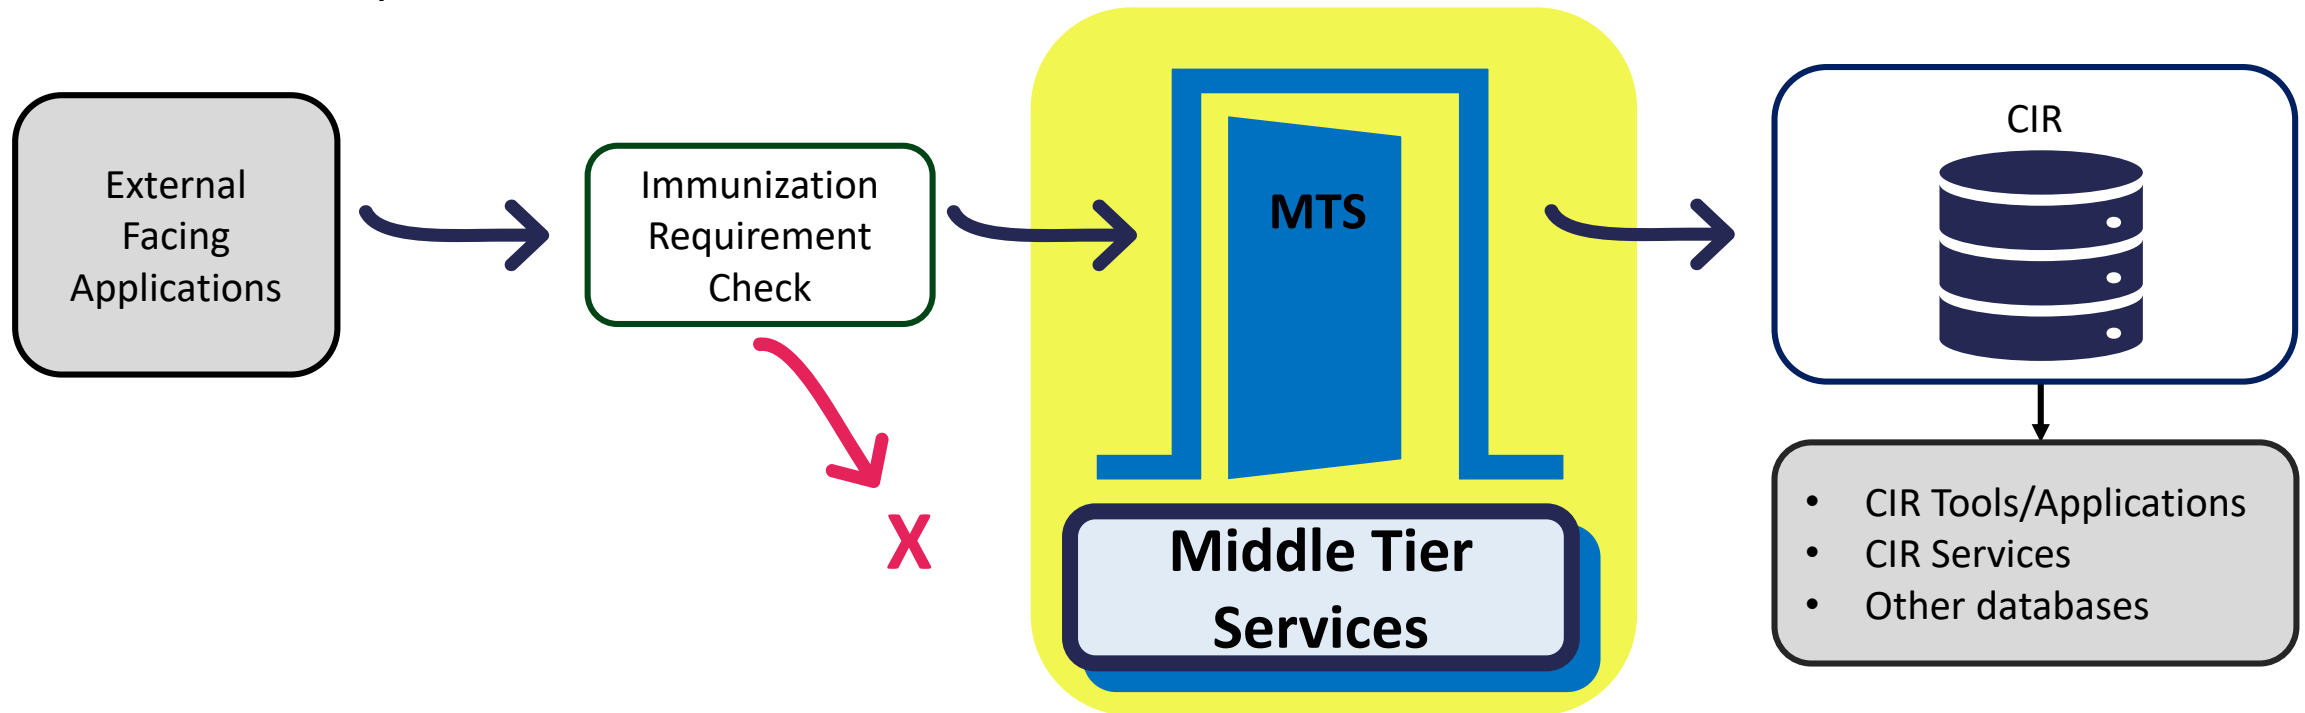 External
Facing
Applications
Immunization
Requirement
Check
X
MTS
Middle Tier
Services
CIR
• CIR Tools/Applications
• CIR Services
• Other databases